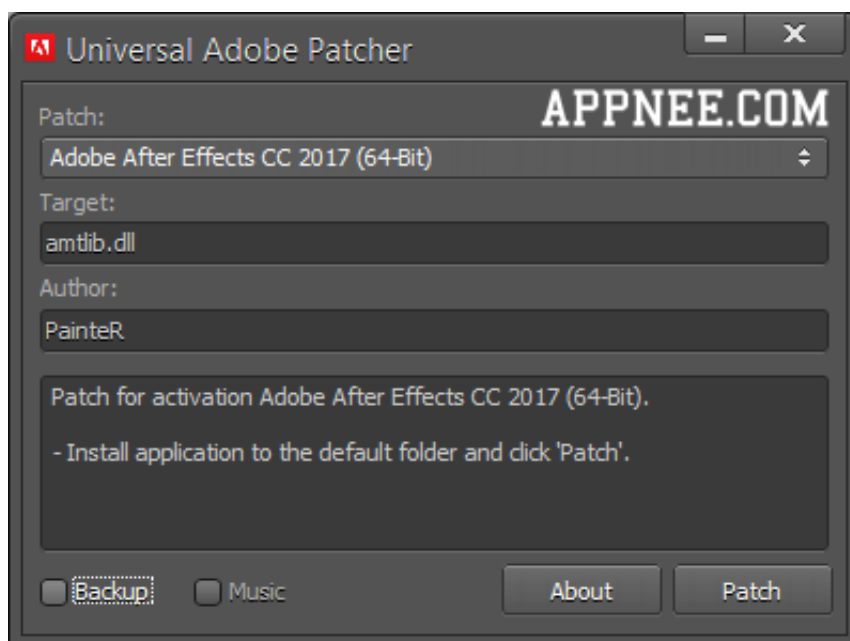 Universal Adobe Patcher
APPNEE.COM
Patch:
Adobe After Effects CC 2017 (64-Bit)
Target:
amtlib.dll
Author:
PainteR
Patch for activation Adobe After Effects CC 2017 (64-Bit).
- Install application to the default folder and click 'Patch'.
Backup Music About Patch